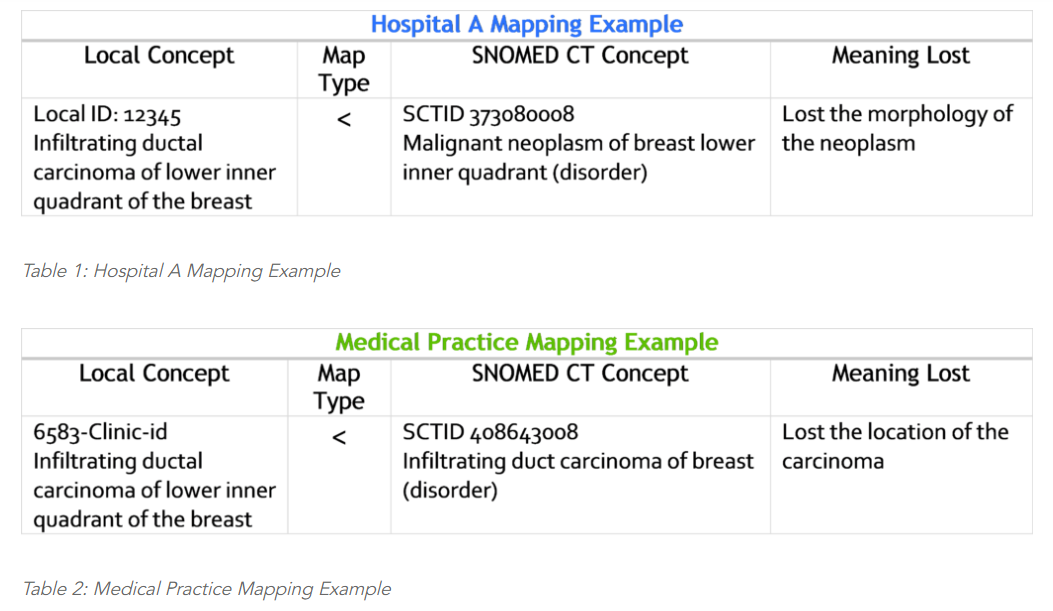 Hospital A Mapping Example
Local Concept
Map
Type
SNOMED CT Concept
Meaning Lost
Local ID: 12345
Infiltrating ductal
carcinoma of lower inner
quadrant of the breast
<
SCTID 373080008
Malignant neoplasm of breast lower
inner quadrant (disorder)
Lost the morphology of
the neoplasm
Table 1: Hospital A Mapping Example
Medical Practice Mapping Example
Local Concept
Map
Type
SNOMED CT Concept
Meaning Lost
6583-Clinic-id
Infiltrating ductal
carcinoma of lower inner
quadrant of the breast
<
SCTID 408643008
Infiltrating duct carcinoma of breast
(disorder)
Lost the location of the
carcinoma
Table 2: Medical Practice Mapping Example